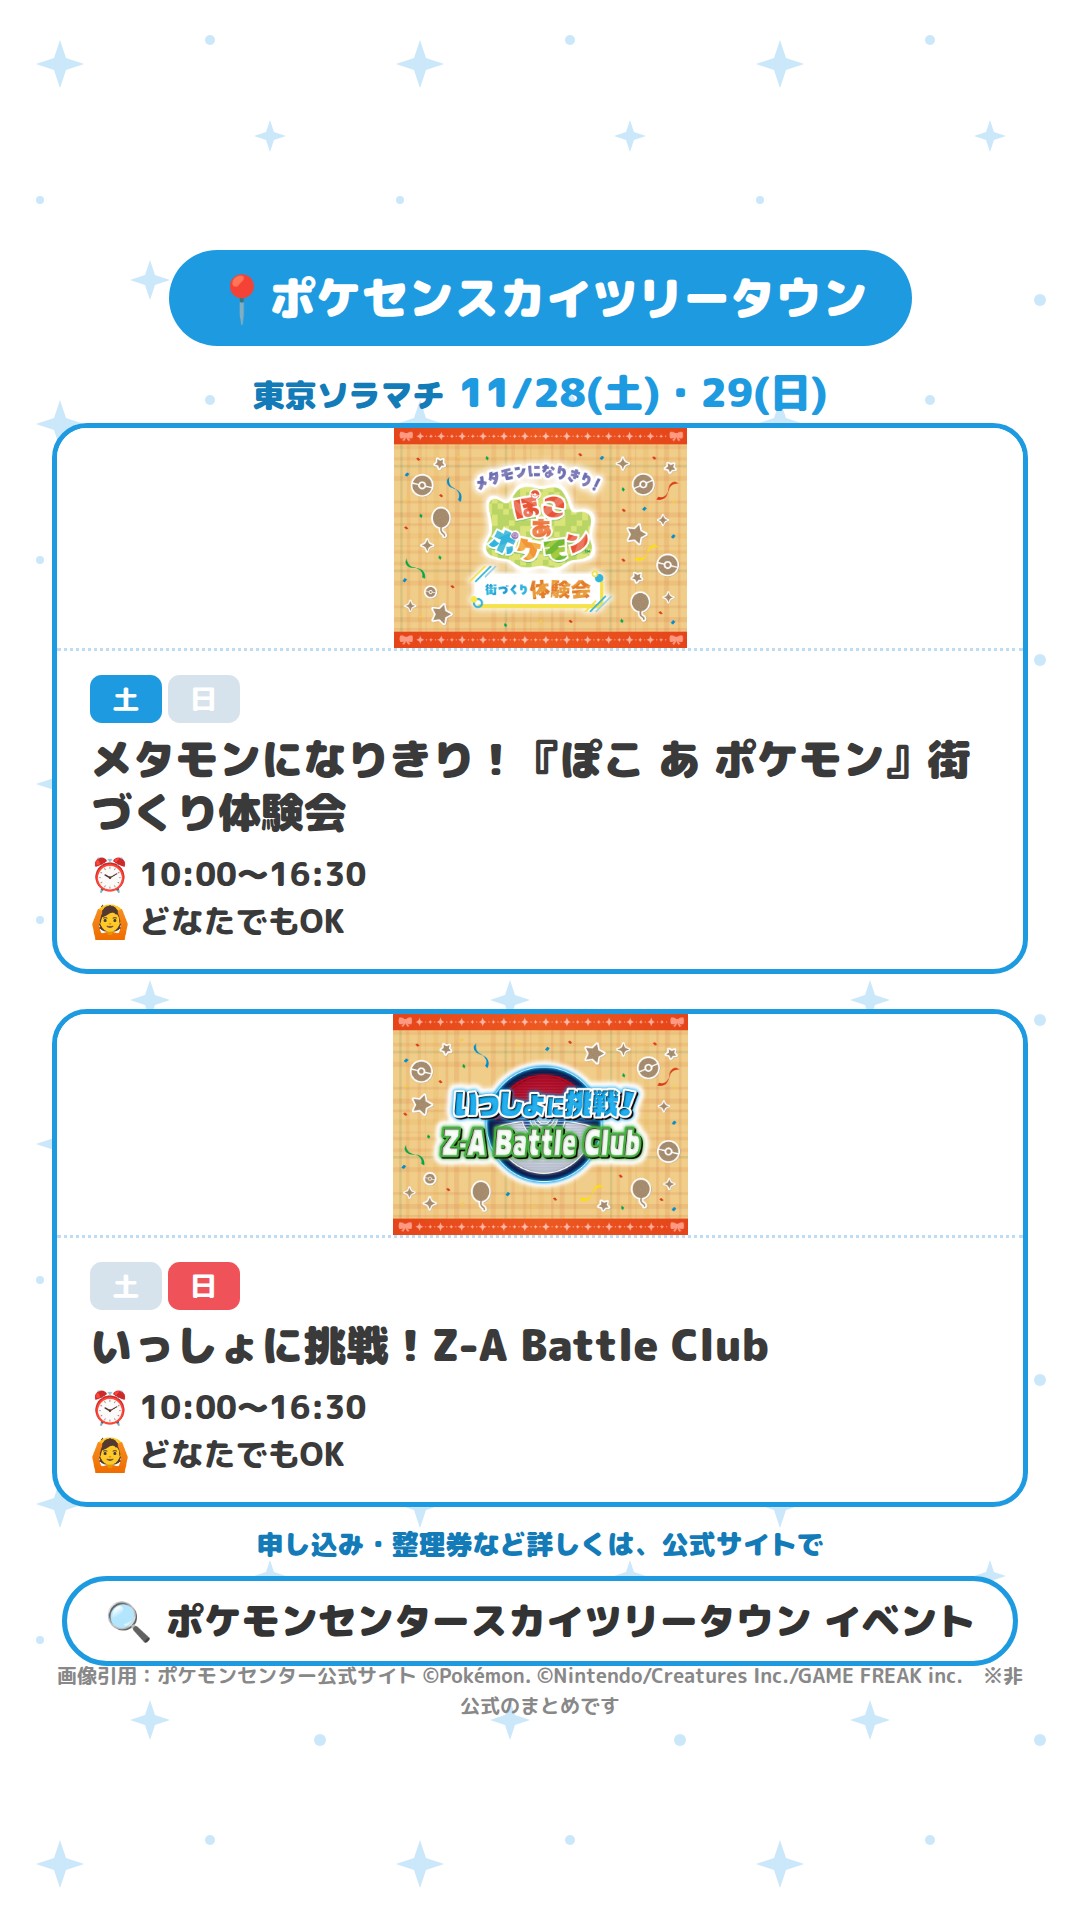 📍ポケセンスカイツリータウン
東京ソラマチ 11/28(土)・29(日)
メタモンになりきり！
ぽこ
あ
ポケモン
街づくり体験会
土 日
メタモンになりきり！『ぽこ あ ポケモン』街
づくり体験会
⏰ 10:00〜16:30
🙆 どなたでもOK
いっしょに挑戦！
Z-A Battle Club
土 日
いっしょに挑戦！Z-A Battle Club
⏰ 10:00〜16:30
🙆 どなたでもOK
申し込み・整理券など詳しくは、公式サイトで
🔍 ポケモンセンタースカイツリータウン イベント
画像引用：ポケモンセンター公式サイト ©Pokémon. ©Nintendo/Creatures Inc./GAME FREAK inc.　※非
公式のまとめです